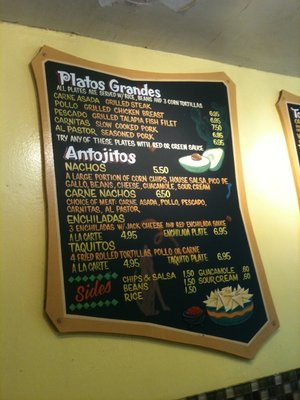 Platos Grandes
ALL PLATES ARE SERVED W/ RICE, BEANS AND 3 CORN TORTILLAS
CARNE ASADA GRILLED STEAK 6.95
POLLO GRILLED CHICKEN BREAST 6.95
PESCADO GRILLED TALAPIA FISH FILET 7.50
CARNITAS SLOW COOKED PORK 6.95
AL PASTOR SEASONED PORK 6.95
TRY ANY OF THESE PLATES WITH RED OR GREEN SAUCE
Antojitos
NACHOS 5.50
A LARGE PORTION OF CORN CHIPS, HOUSE SALSA, PICO DE
GALLO, BEANS, CHEESE, GUACAMOLE, SOUR CREAM
CARNE NACHOS 6.50
CHOICE OF MEAT: CARNE ASADA, POLLO, PESCADO,
CARNITAS, AL PASTOR.
ENCHILADAS
3 ENCHILADAS W/ JACK CHEESE AND RED ENCHILADA SAUCE
A LA CARTE 4.95 ENCHILADA PLATE 6.95
TAQUITOS
4 FRIED ROLLED TORTILLAS, POLLO OR CARNE
A LA CARTE 4.95 TAQUITO PLATE 6.95
Sides
CHIPS & SALSA 1.50 GUACAMOLE .60
BEANS 1.50 SOUR CREAM .60
RICE 1.50